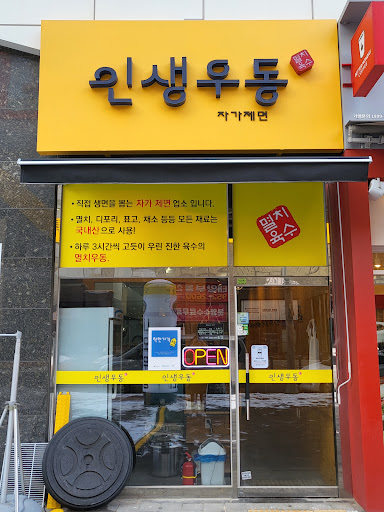 인생우동
멸치
육수
자가제면
• 직접 생면을 뽑는 자가 제면 업소 입니다.
• 멸치, 디포리, 표고, 채소 등등 모든 재료는
국내산으로 사용!
• 하루 3시간씩 고듯이 우린 진한 육수의
멸치우동.
멸치
육수
OPEN
인생우동
인생우동
인생우동